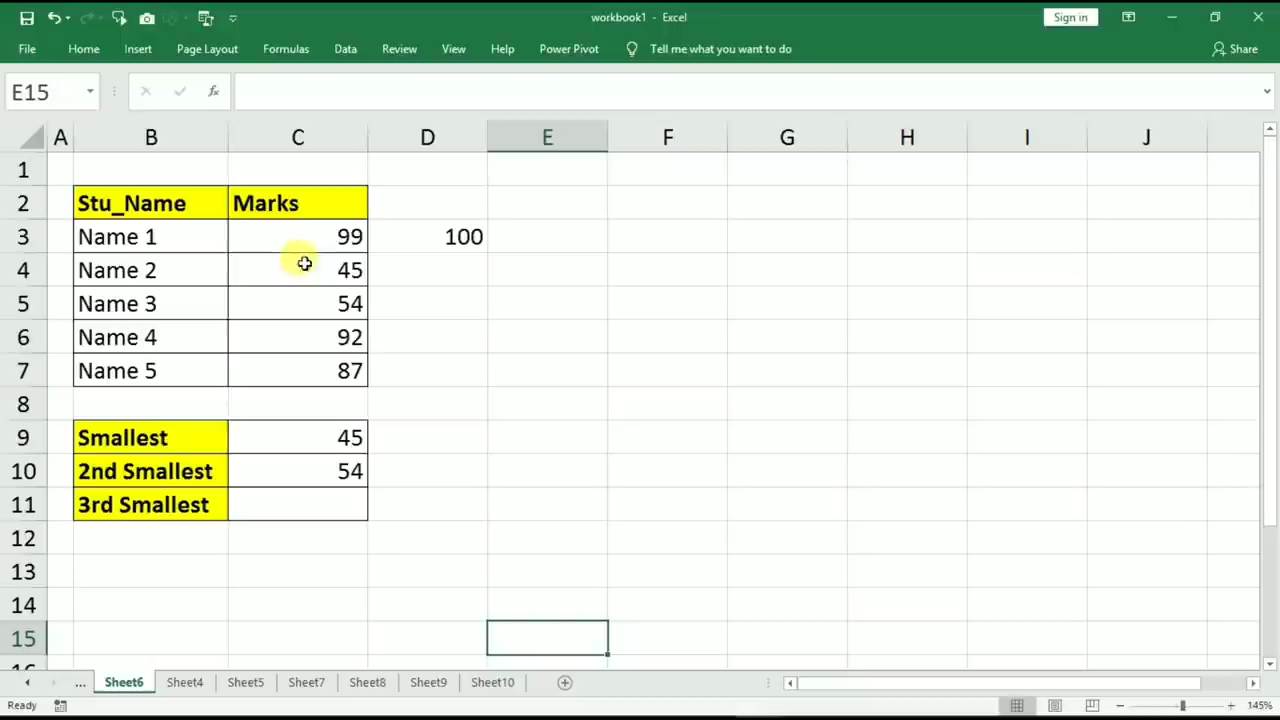 workbook1 - Excel
Sign in
File Home Insert Page Layout Formulas Data Review View Help Power Pivot Tell me what you want to do Share
E15 fx
A B C D E F G H I J
1
2 Stu_Name Marks
3 Name 1 99 100
4 Name 2 45
5 Name 3 54
6 Name 4 92
7 Name 5 87
8
9 Smallest 45
10 2nd Smallest 54
11 3rd Smallest
12
13
14
15
16
... Sheet6 Sheet4 Sheet5 Sheet7 Sheet8 Sheet9 Sheet10
Ready 145%